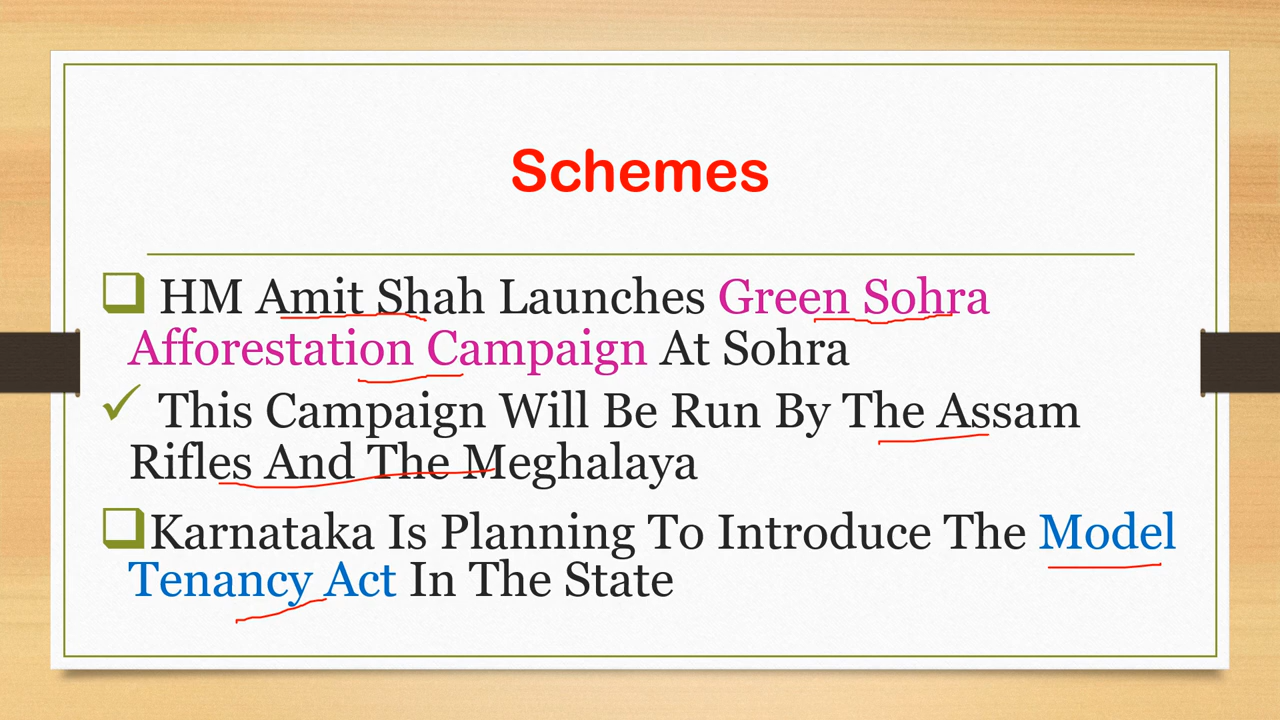 Schemes
HM Amit Shah Launches Green Sohra
Afforestation Campaign At Sohra
This Campaign Will Be Run By The Assam
Rifles And The Meghalaya
Karnataka Is Planning To Introduce The Model
Tenancy Act In The State